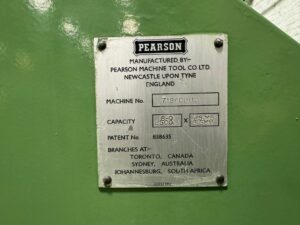 PEARSON
MANUFACTURED BY:-
PEARSON MACHINE TOOL CO LTD.
NEWCASTLE UPON TYNE
ENGLAND
MACHINE No.
CAPACITY X
PATENT No. 838635
BRANCHES AT:-
TORONTO, CANADA
SYDNEY, AUSTRALIA
JOHANNESBURG, SOUTH AFRICA